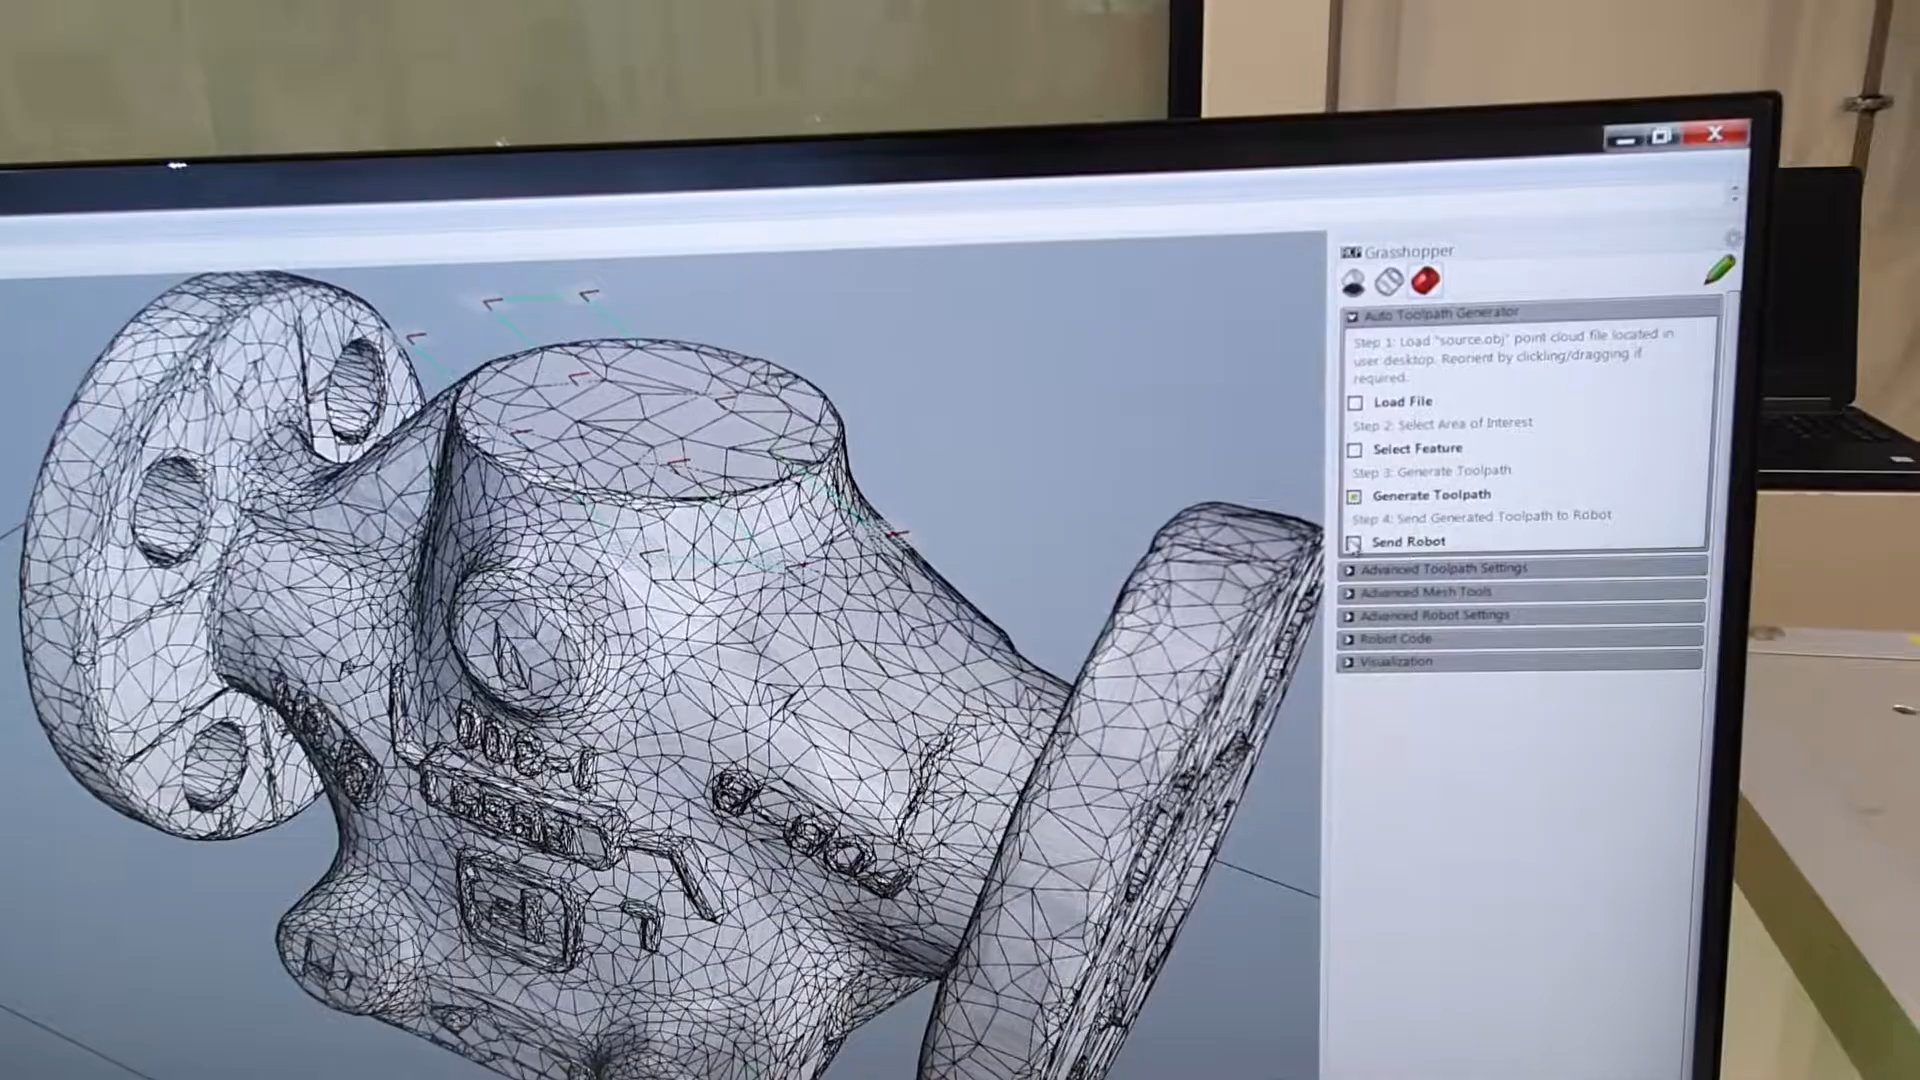 Grasshopper
Auto Toolpath Generator
Step 1: Load "source.obj" point cloud file located in
user desktop. Reorient by clickling/dragging if
required.
Load File
Step 2: Select Area of Interest
Select Feature
Step 3: Generate Toolpath
Generate Toolpath
Step 4: Send Generated Toolpath to Robot
Send Robot
Advanced Toolpath Settings
Advanced Mesh Tools
Advanced Robot Settings
Robot Code
Visualization